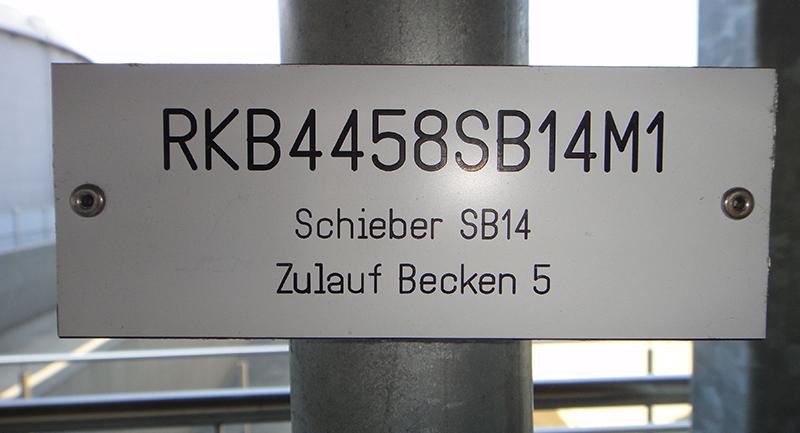 RKB4458SB14M1
Schieber SB14
Zulauf Becken 5